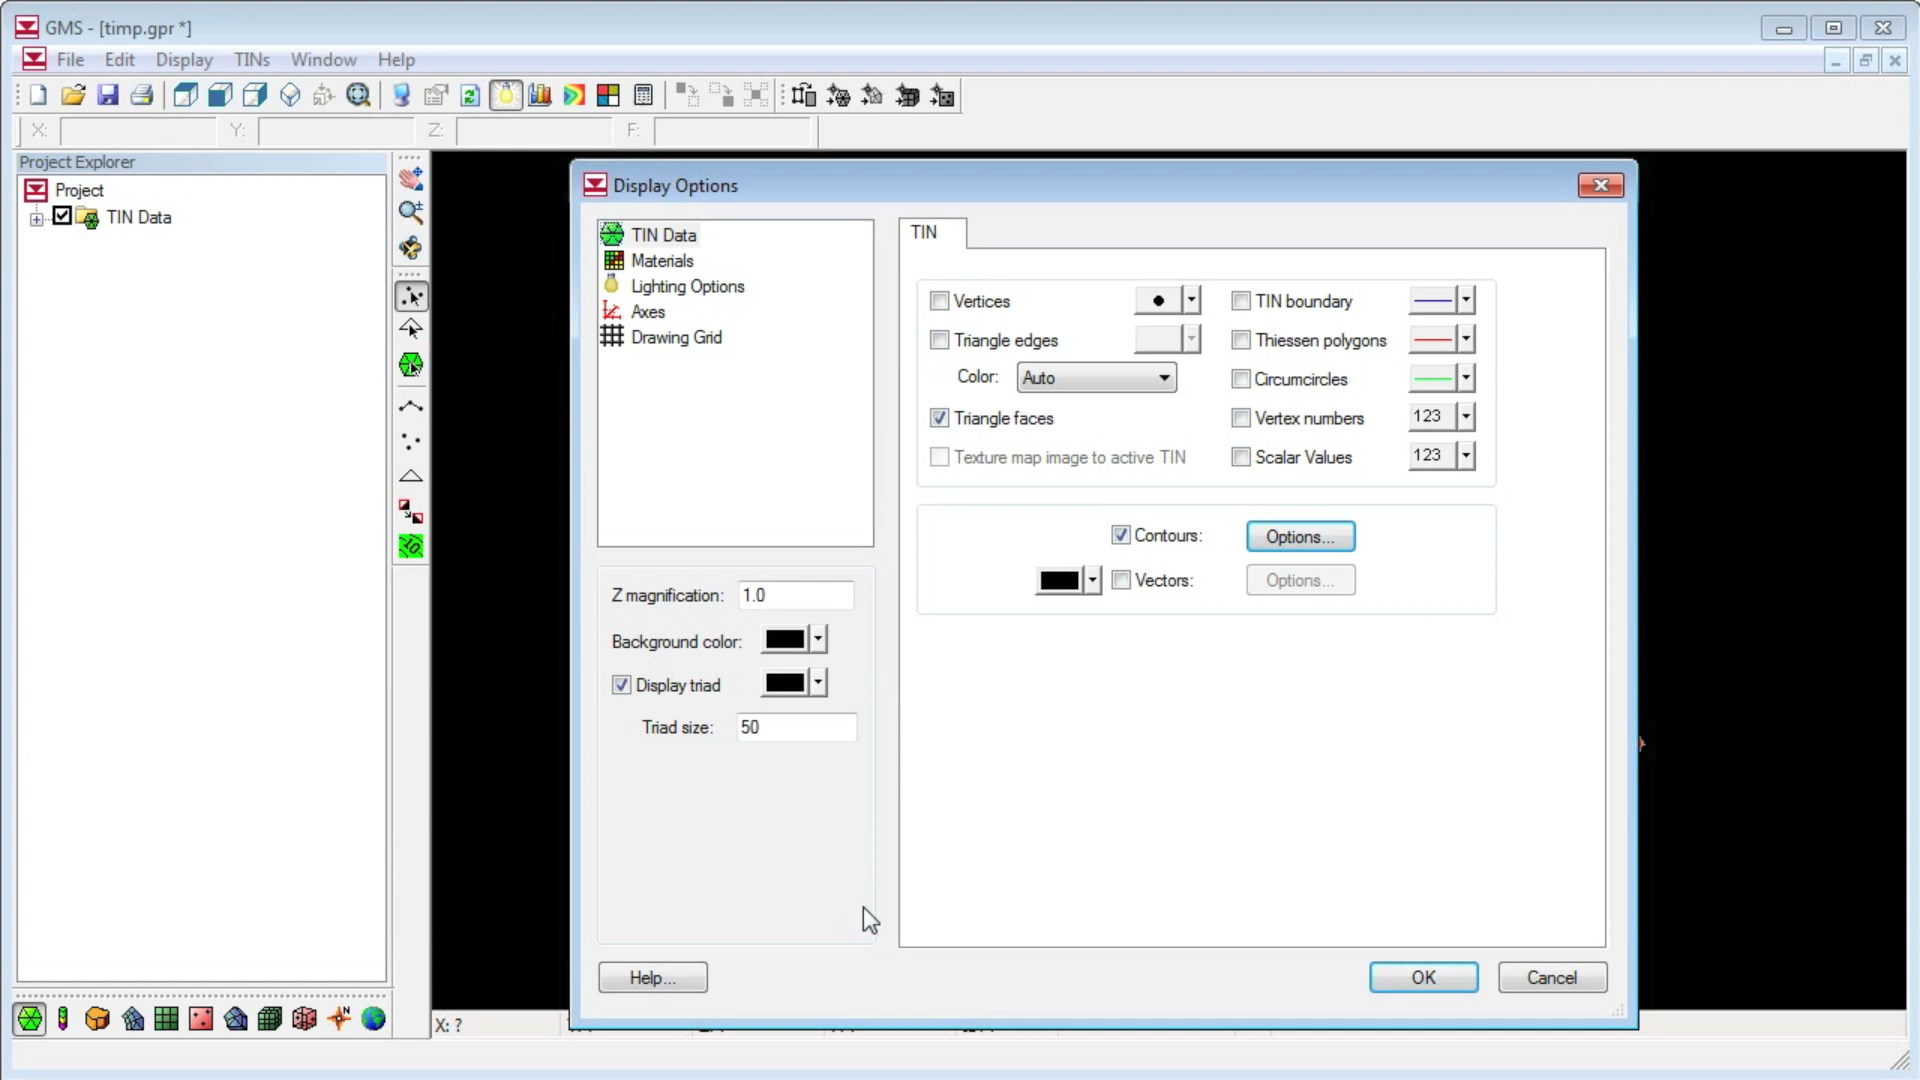 GMS - [timp.gpr *]
File Edit Display TINs Window Help
X: Y: Z: F:
Project Explorer
Project
TIN Data
Display Options
TIN Data
Materials
Lighting Options
Axes
Drawing Grid
Z magnification: 1.0
Background color:
Display triad
Triad size: 50
TIN
Vertices
TIN boundary
Triangle edges
Thiessen polygons
Color: Auto
Circumcircles
Triangle faces
Vertex numbers 123
Texture map image to active TIN
Scalar Values 123
Contours: Options...
Vectors: Options...
Help... OK Cancel
X: ?